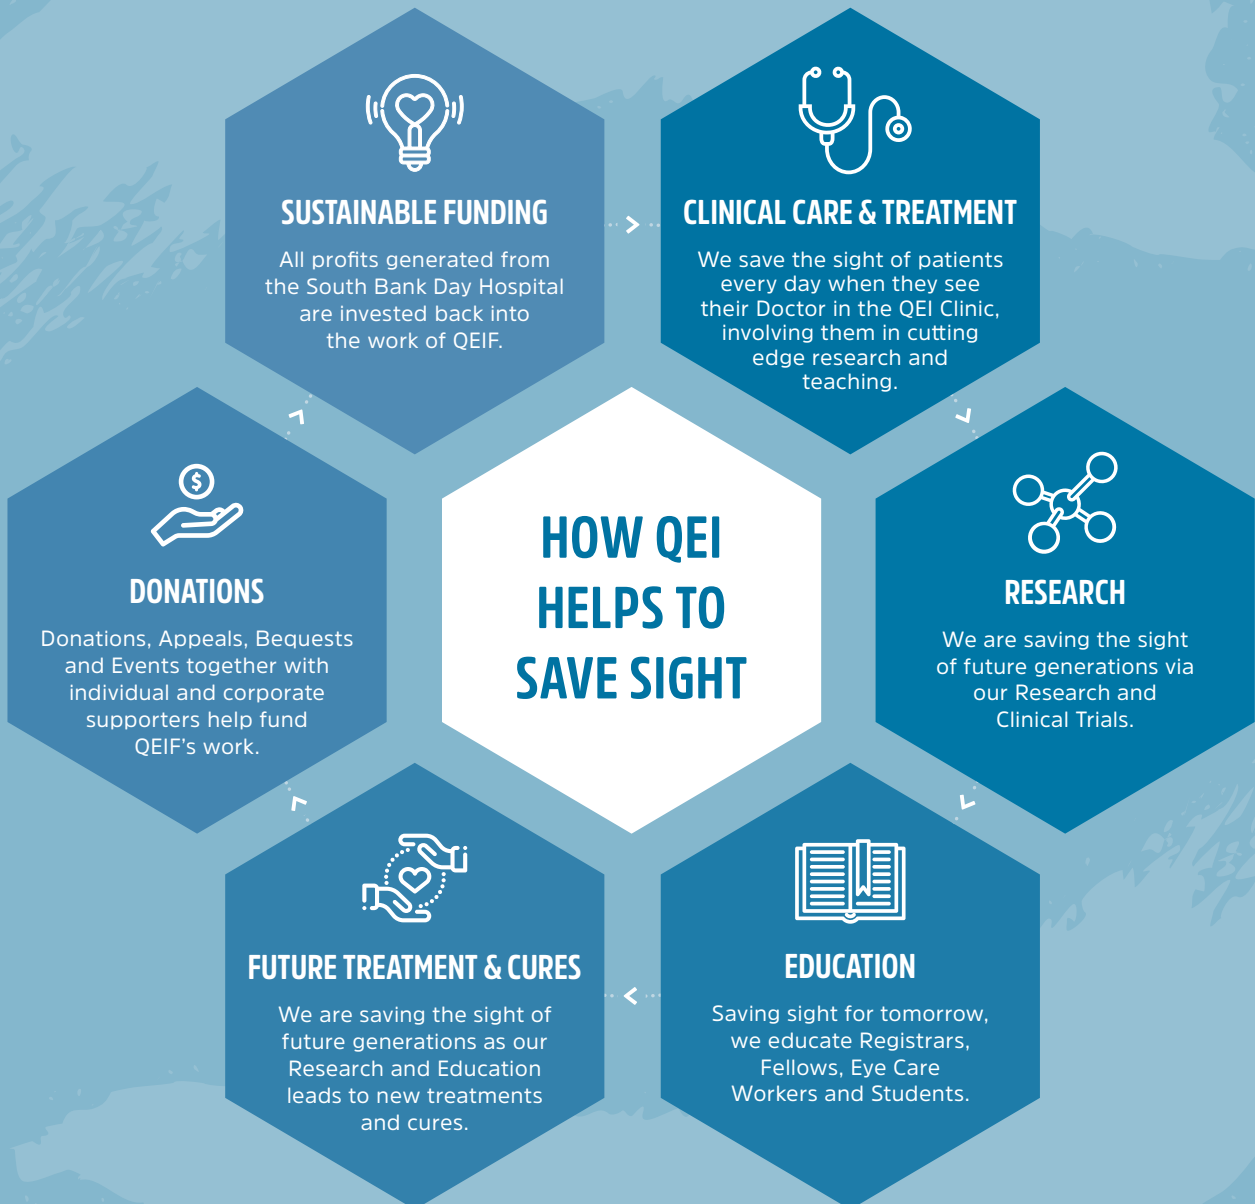 SUSTAINABLE FUNDING
All profits generated from
the South Bank Day Hospital
are invested back into
the work of QEIF.
CLINICAL CARE & TREATMENT
We save the sight of patients
every day when they see
their Doctor in the QEI Clinic,
involving them in cutting
edge research and
teaching.
DONATIONS
Donations, Appeals, Bequests
and Events together with
individual and corporate
supporters help fund
QEIF's work.
HOW QEI
HELPS TO
SAVE SIGHT
RESEARCH
We are saving the sight
of future generations via
our Research and
Clinical Trials.
FUTURE TREATMENT & CURES
We are saving the sight of
future generations as our
Research and Education
leads to new treatments
and cures.
EDUCATION
Saving sight for tomorrow,
we educate Registrars,
Fellows, Eye Care
Workers and Students.